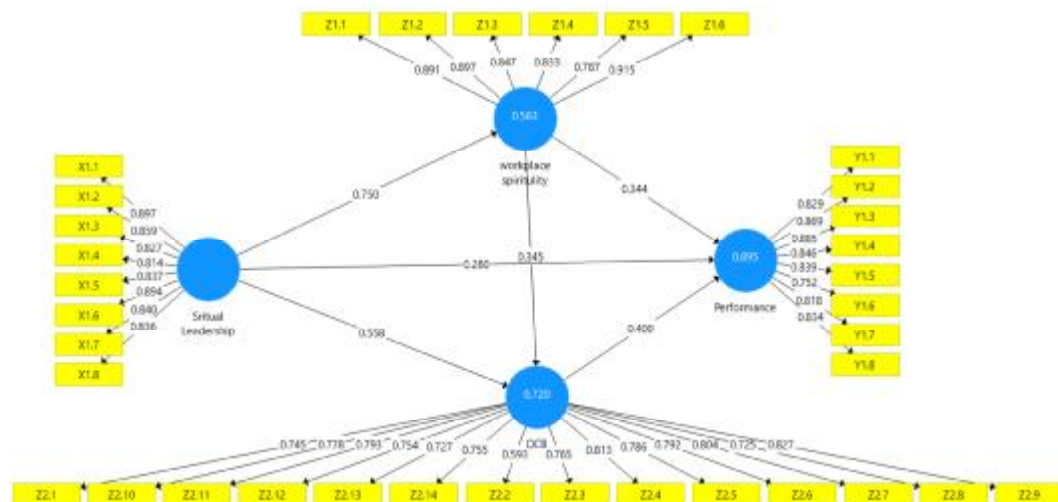 Z1.1 Z1.2 Z1.3 Z1.4 Z1.5 Z1.6
0.891 0.897 0.847 0.833 0.787 0.915
0.563
workplace
spiritulity
X1.1
X1.2
X1.3
X1.4
X1.5
X1.6
X1.7
X1.8
0.897
0.859
0.827
0.814
0.837
0.894
0.840
0.836
Sritual
Leadership
0.750
0.344
0.345
0.280
0.558
0.400
0.895
Performance
0.829
0.869
0.885
0.846
0.839
0.752
0.818
0.834
Y1.1
Y1.2
Y1.3
Y1.4
Y1.5
Y1.6
Y1.7
Y1.8
0.720
OCB
0.745 0.778 0.793 0.754 0.727 0.755 0.593 0.765 0.813 0.786 0.792 0.804 0.725 0.827
Z2.1 Z2.10 Z2.11 Z2.12 Z2.13 Z2.14 Z2.2 Z2.3 Z2.4 Z2.5 Z2.6 Z2.7 Z2.8 Z2.9